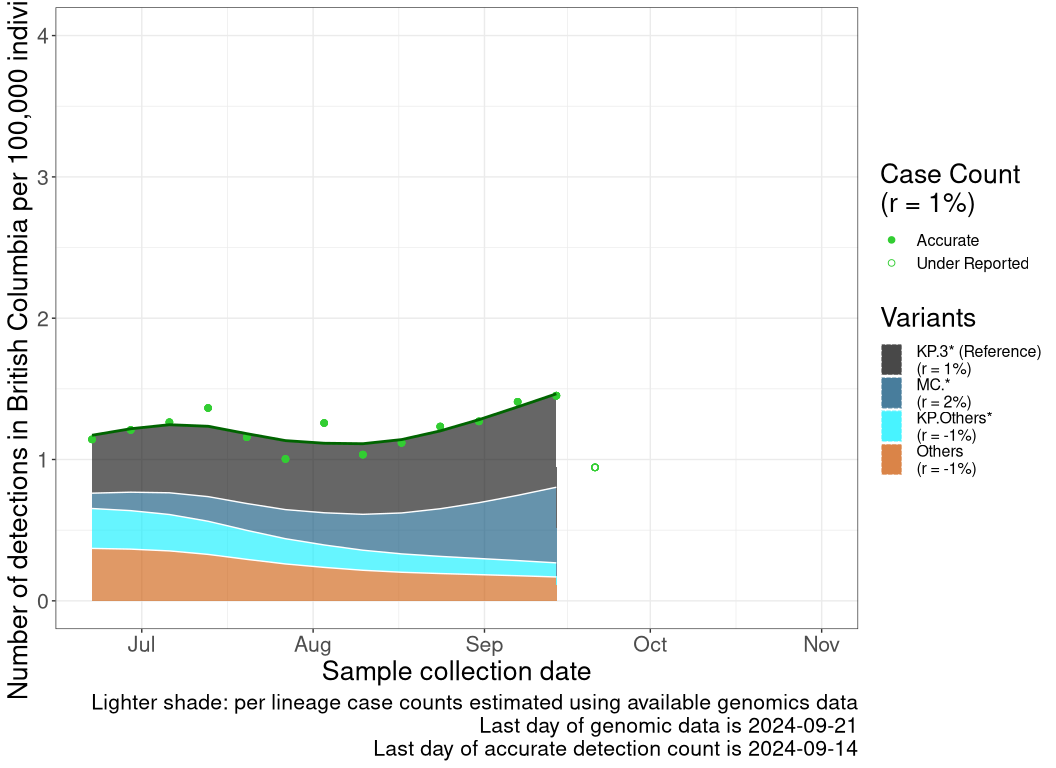 Number of detections in British Columbia per 100,000
4
3
2
1
0
Jul Aug Sep Oct Nov
Sample collection date
Lighter shade: per lineage case counts estimated using available genomics data
Last day of genomic data is 2024-09-21
Last day of accurate detection count is 2024-09-14
Case Count
(r = 1%)
Accurate
Under Reported
Variants
KP.3* (Reference)
(r = 1%)
MC.*
(r = 2%)
KP.Others*
(r = -1%)
Others
(r = -1%)